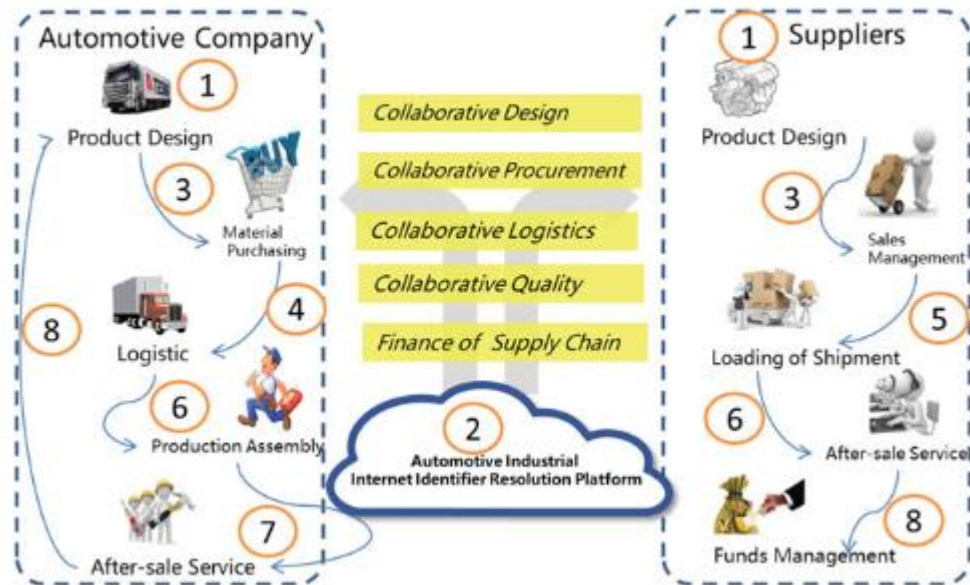 Automotive Company
1
Product Design
3
BUY
Material
Purchasing
8
4
Logistic
6
Production Assembly
7
After-sale Service
Collaborative Design
Collaborative Procurement
Collaborative Logistics
Collaborative Quality
Finance of Supply Chain
2
Automotive Industrial
Internet Identifier Resolution Platform
1
Suppliers
Product Design
3
Sales
Management
5
Loading of Shipment
6
After-sale Service
8
Funds Management